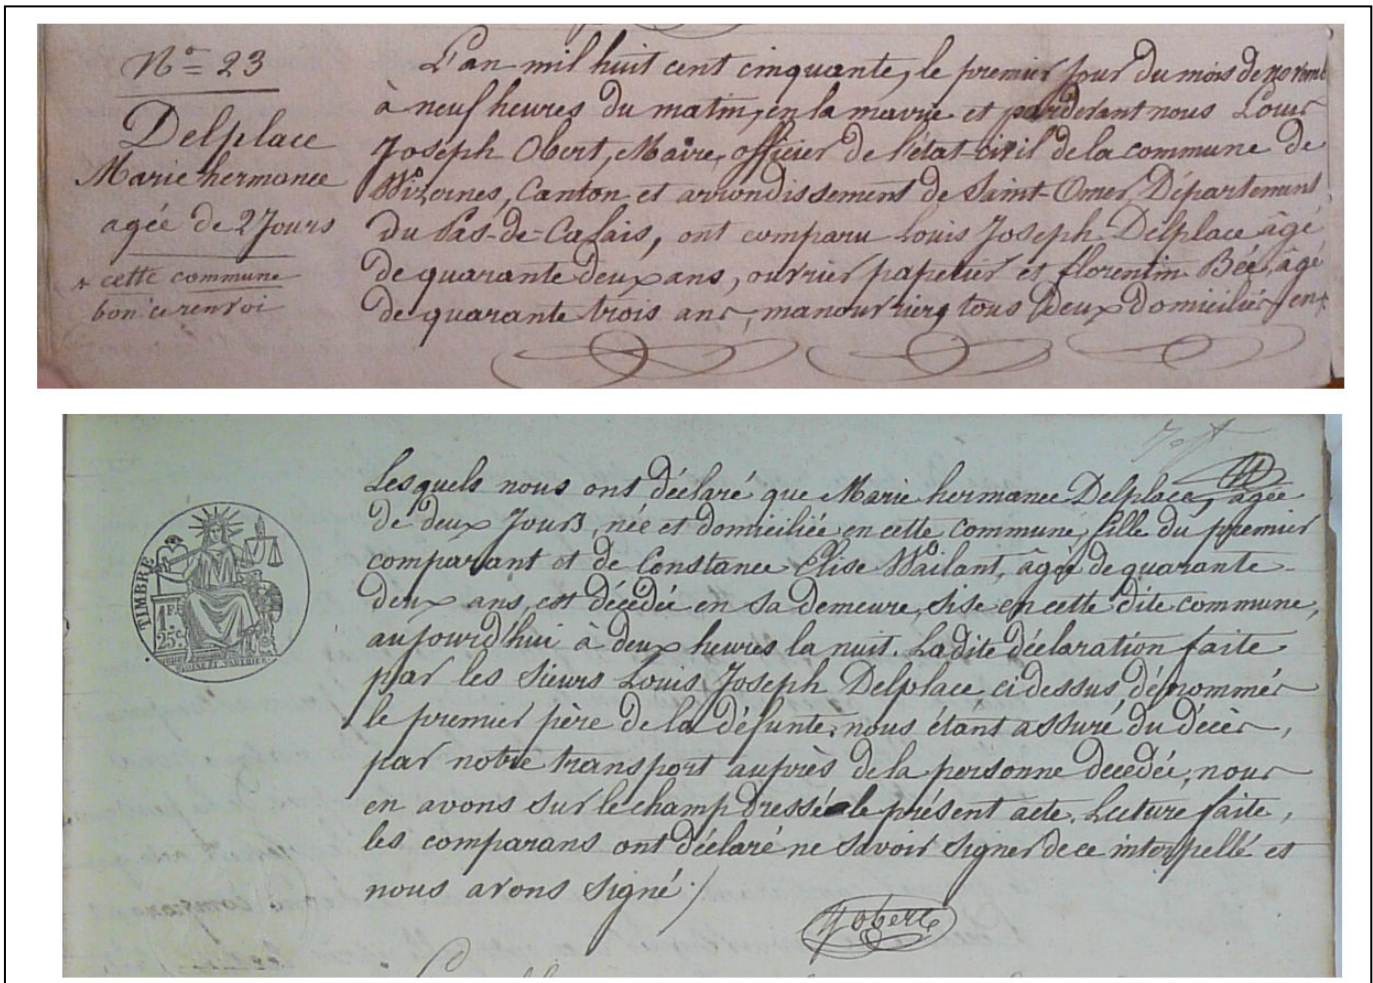 N° = 23
Delplace
Marie hermance
agée de 2 Jours
+ cette commune
bon ce renvoi
L'an mil huit cent cinquante, le premier Jour du mois de novemb
à neuf heures du matin, en la mairie et pardevant nous Louis
Joseph Obert, Maire, officier de l'état-civil de la commune de
Wizernes, Canton et arrondissement de Saint-Omer, Département
du Pas-de-Calais, ont comparu Louis Joseph Delplace âgé
de quarante deux ans, ouvrier papetier et florentin Bée, âgé
de quarante trois ans, manouvrier, tous deux domiciliés en +
Lesquels nous ont déclaré que Marie hermance Delplace, agée
de deux Jours, née et domiciliée en cette commune, fille du premier
comparant et de Constance Elise Wailant, âgée de quarante-
deux ans, est décédée en sa demeure, sise en cette dite commune,
aujourd'hui à deux heures la nuit. Ladite déclaration faite
par les sieurs Louis Joseph Delplace ci dessus dénommés
le premier père de la défunte, nous étant assuré du décès,
par notre transport auprès de la personne decedée, nous
en avons sur le champ dressé le présent acte. Lecture faite,
les comparans ont déclaré ne savoir signer de ce interpellé et
nous avons signé ./
TIMBRE
1 F.
25 c.